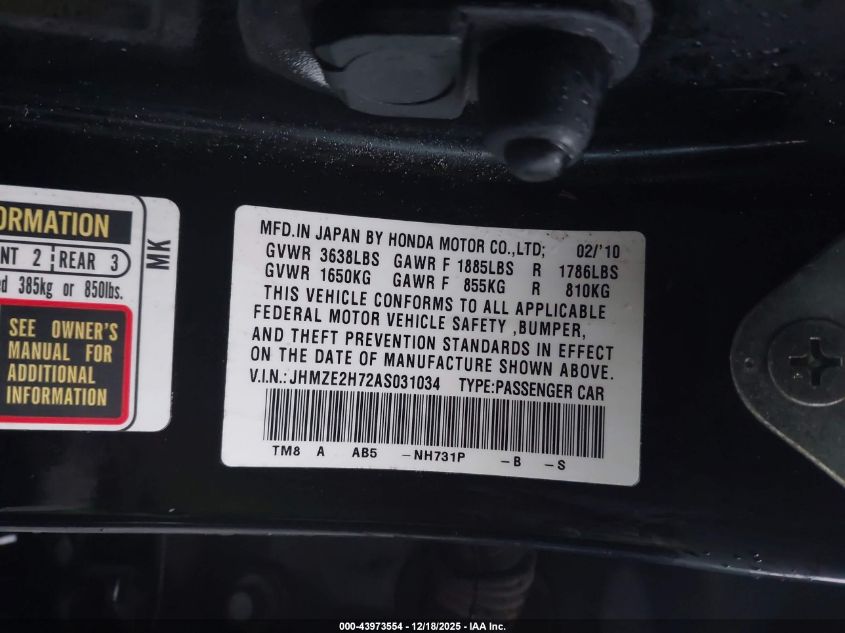 ORMATION
NT 2 REAR 3
d 385kg or 850lbs.
SEE OWNER'S
MANUAL FOR
ADDITIONAL
INFORMATION
MK
MFD.IN JAPAN BY HONDA MOTOR CO.,LTD; 02/'10
GVWR 3638LBS GAWR F 1885LBS R 1786LBS
GVWR 1650KG GAWR F 855KG R 810KG
THIS VEHICLE CONFORMS TO ALL APPLICABLE
FEDERAL MOTOR VEHICLE SAFETY ,BUMPER,
AND THEFT PREVENTION STANDARDS IN EFFECT
ON THE DATE OF MANUFACTURE SHOWN ABOVE.
V.I.N.: JHMZE2H72AS031034 TYPE:PASSENGER CAR
TM8 A AB5 -NH731P -B -S
000-43973554 - 12/18/2025 - IAA Inc.